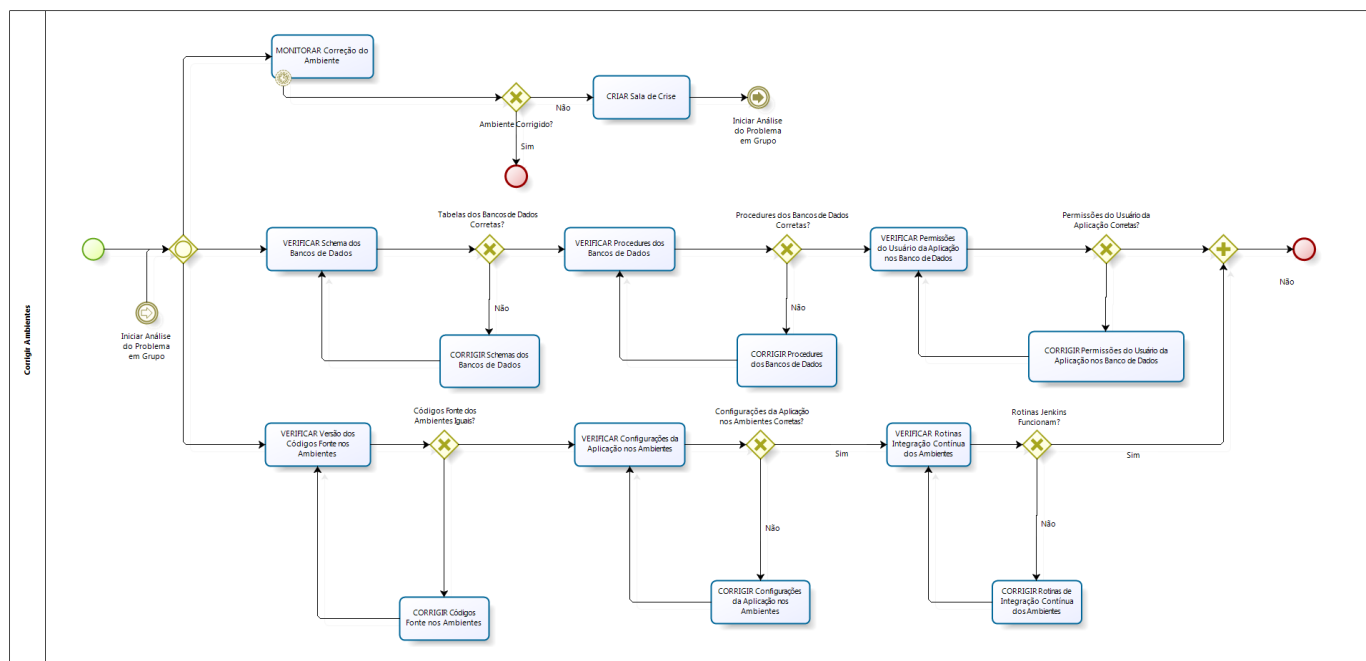 Corrigir Ambientes
MONITORAR Correção do
Ambiente
Ambiente Corrigido?
Não
Sim
CRIAR Sala de Crise
Iniciar Análise
do Problema
em Grupo
Iniciar Análise
do Problema
em Grupo
VERIFICAR Schema dos
Bancos de Dados
Tabelas dos Bancos de Dados
Corretas?
Não
CORRIGIR Schemas dos
Bancos de Dados
VERIFICAR Procedures dos
Bancos de Dados
Procedures dos Bancos de Dados
Corretas?
Não
CORRIGIR Procedures
dos Bancos de Dados
VERIFICAR Permissões
do Usuário da Aplicação
nos Banco de Dados
Permissões do Usuário da
Aplicação Corretas?
CORRIGIR Permissões do Usuário da
Aplicação nos Banco de Dados
Não
VERIFICAR Versão dos
Códigos Fonte nos
Ambientes
Códigos Fonte dos
Ambientes Iguais?
CORRIGIR Códigos
Fonte nos Ambientes
VERIFICAR Configurações da
Aplicação nos Ambientes
Configurações da Aplicação
nos Ambientes Corretas?
Sim
Não
CORRIGIR Configurações
da Aplicação nos
Ambientes
VERIFICAR Rotinas
Integração Contínua
dos Ambientes
Rotinas Jenkins
Funcionam?
Sim
Não
CORRIGIR Rotinas de
Integração Contínua
dos Ambientes